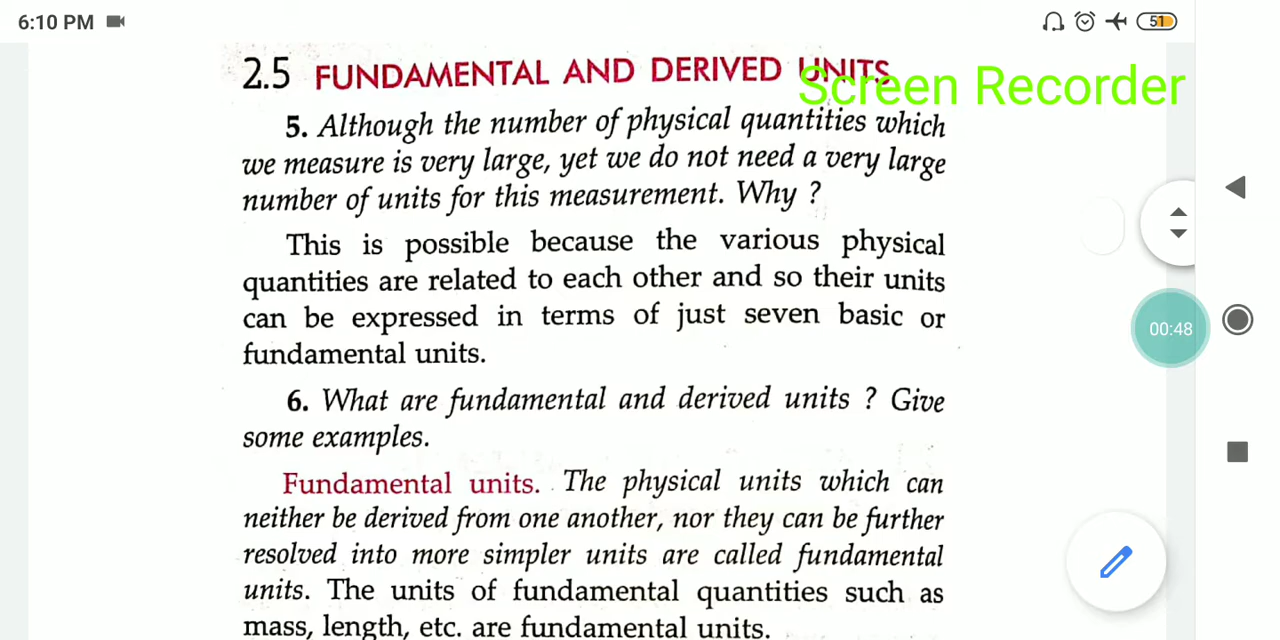 6:10 PM
51
2.5 FUNDAMENTAL AND DERIVED UNITS
Screen Recorder
5. Although the number of physical quantities which
we measure is very large, yet we do not need a very large
number of units for this measurement. Why ?
This is possible because the various physical
quantities are related to each other and so their units
can be expressed in terms of just seven basic or
fundamental units.
00:48
6. What are fundamental and derived units ? Give
some examples.
Fundamental units. The physical units which can
neither be derived from one another, nor they can be further
resolved into more simpler units are called fundamental
units. The units of fundamental quantities such as
mass, length, etc. are fundamental units.